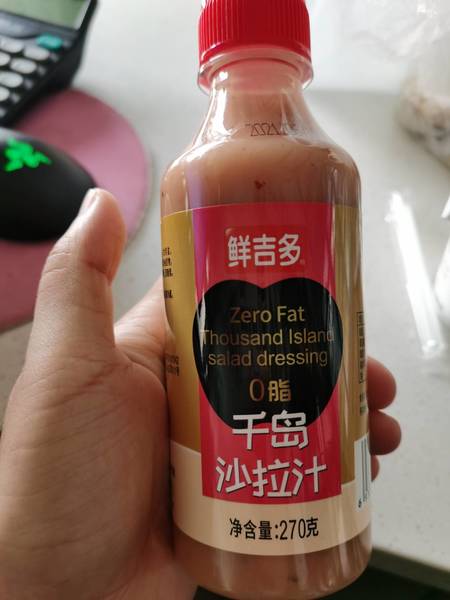 鲜吉多
Zero Fat
Thousand Island
salad dressing
0脂
千岛
沙拉汁
净含量:270克